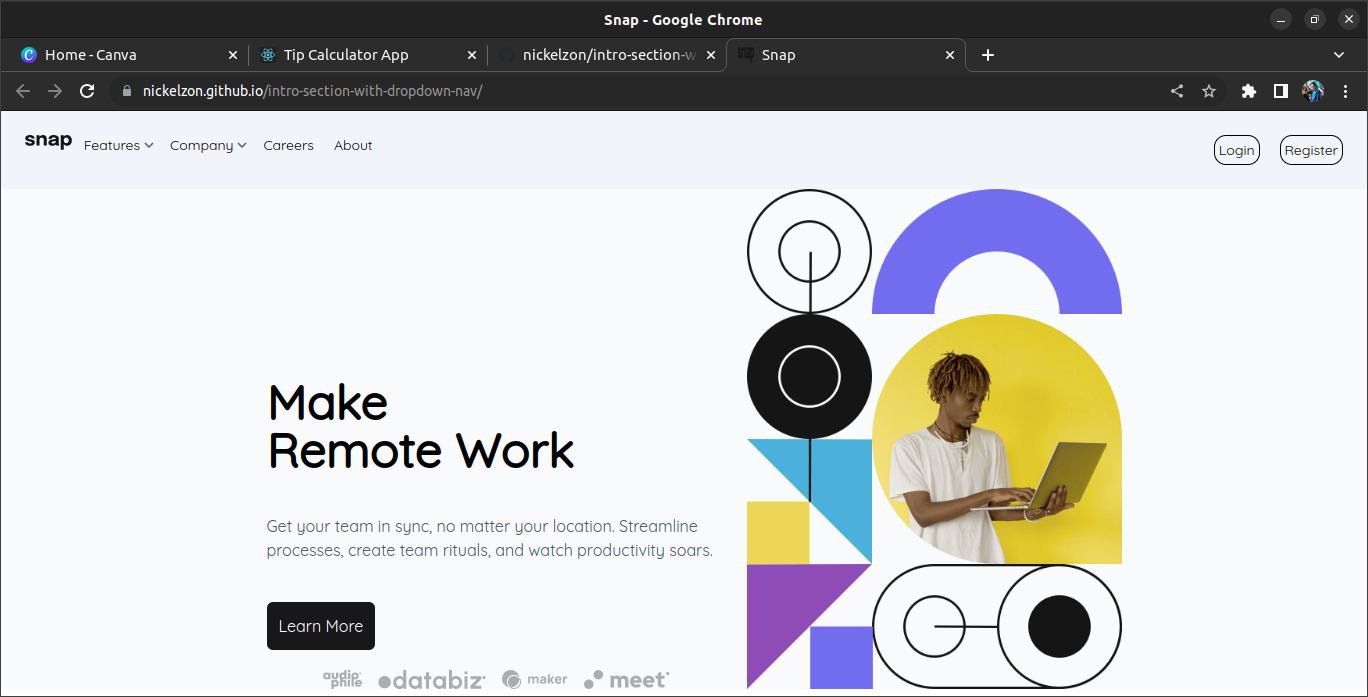 Snap - Google Chrome
Home - Canva
Tip Calculator App
nickelzon/intro-section-w
Snap
nickelzon.github.io/intro-section-with-dropdown-nav/
snap
Features
Company
Careers
About
Login
Register
Make
Remote Work
Get your team in sync, no matter your location. Streamline
processes, create team rituals, and watch productivity soars.
Learn More
audio
phile
databiz
maker
meet